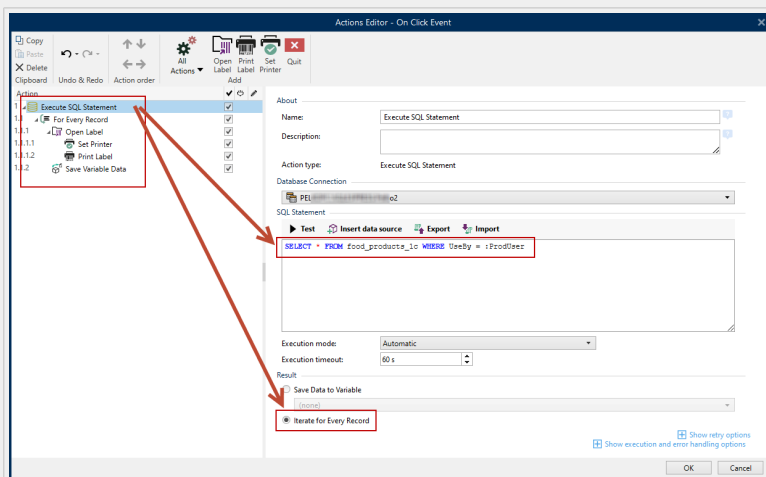 Actions Editor - On Click Event
Copy
Paste
Delete
Clipboard
Undo & Redo
Action order
All Actions
Open Label
Print Label
Set Printer
Quit
Add
Action
1 Execute SQL Statement
For Every Record
1.1.1 Open Label
1.1.1.1 Set Printer
1.1.1.2 Print Label
1.1.2 Save Variable Data
About
Name: Execute SQL Statement
Description:
Action type: Execute SQL Statement
Database Connection
SQL Statement
Test Insert data source Export Import
SELECT * FROM food_products_1c WHERE UseBy = :ProdUser
Execution mode: Automatic
Execution timeout: 60 s
Result
Save Data to Variable
(none)
Iterate for Every Record
Show retry options
Show execution and error handling options
OK Cancel